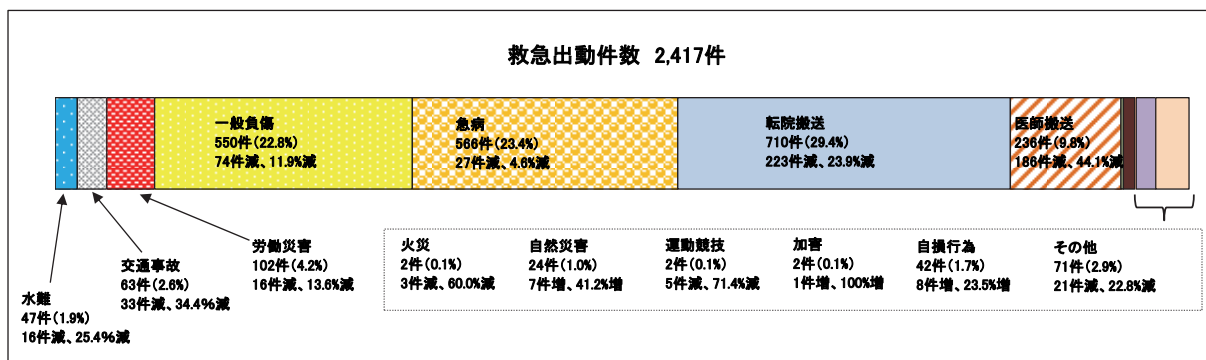 救急出動件数 2,417件
一般負傷
550件(22.8%)
74件減、11.9%減
急病
566件(23.4%)
27件減、4.6%減
転院搬送
710件(29.4%)
223件減、23.9%減
医師搬送
236件(9.8%)
186件減、44.1%減
水難
47件(1.9%)
16件減、25.4%減
交通事故
63件(2.6%)
33件減、34.4%減
労働災害
102件(4.2%)
16件減、13.6%減
火災
2件(0.1%)
3件減、60.0%減
自然災害
24件(1.0%)
7件増、41.2%増
運動競技
2件(0.1%)
5件減、71.4%減
加害
2件(0.1%)
1件増、100%増
自損行為
42件(1.7%)
8件増、23.5%増
その他
71件(2.9%)
21件減、22.8%減